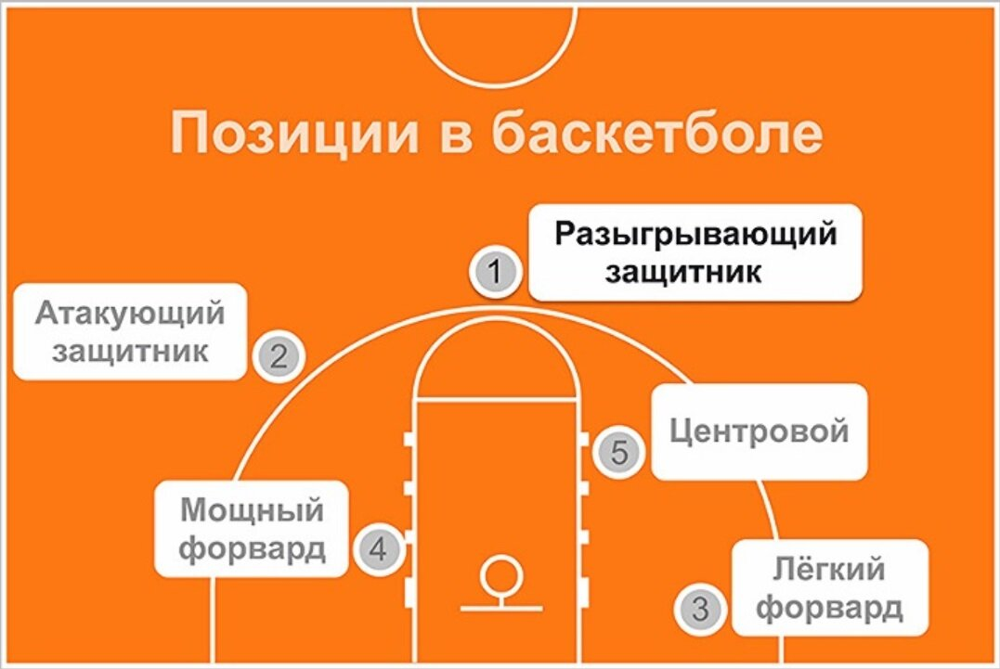 Позиции в баскетболе
1
Разыгрывающий
защитник
Атакующий
защитник
2
Центровой
5
Мощный
форвард
4
Лёгкий
форвард
3